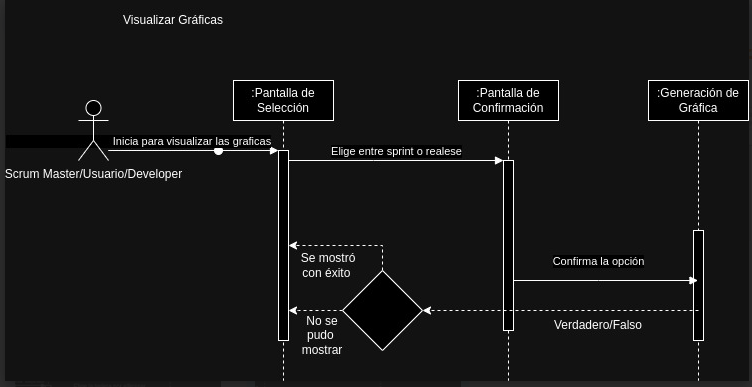 Visualizar Gráficas
:Pantalla de
Selección
:Pantalla de
Confirmación
:Generación de
Gráfica
Inicia para visualizar las graficas
Elige entre sprint o realese
Scrum Master/Usuario/Developer
Se mostró
con éxito
Confirma la opción
No se
pudo
mostrar
Verdadero/Falso